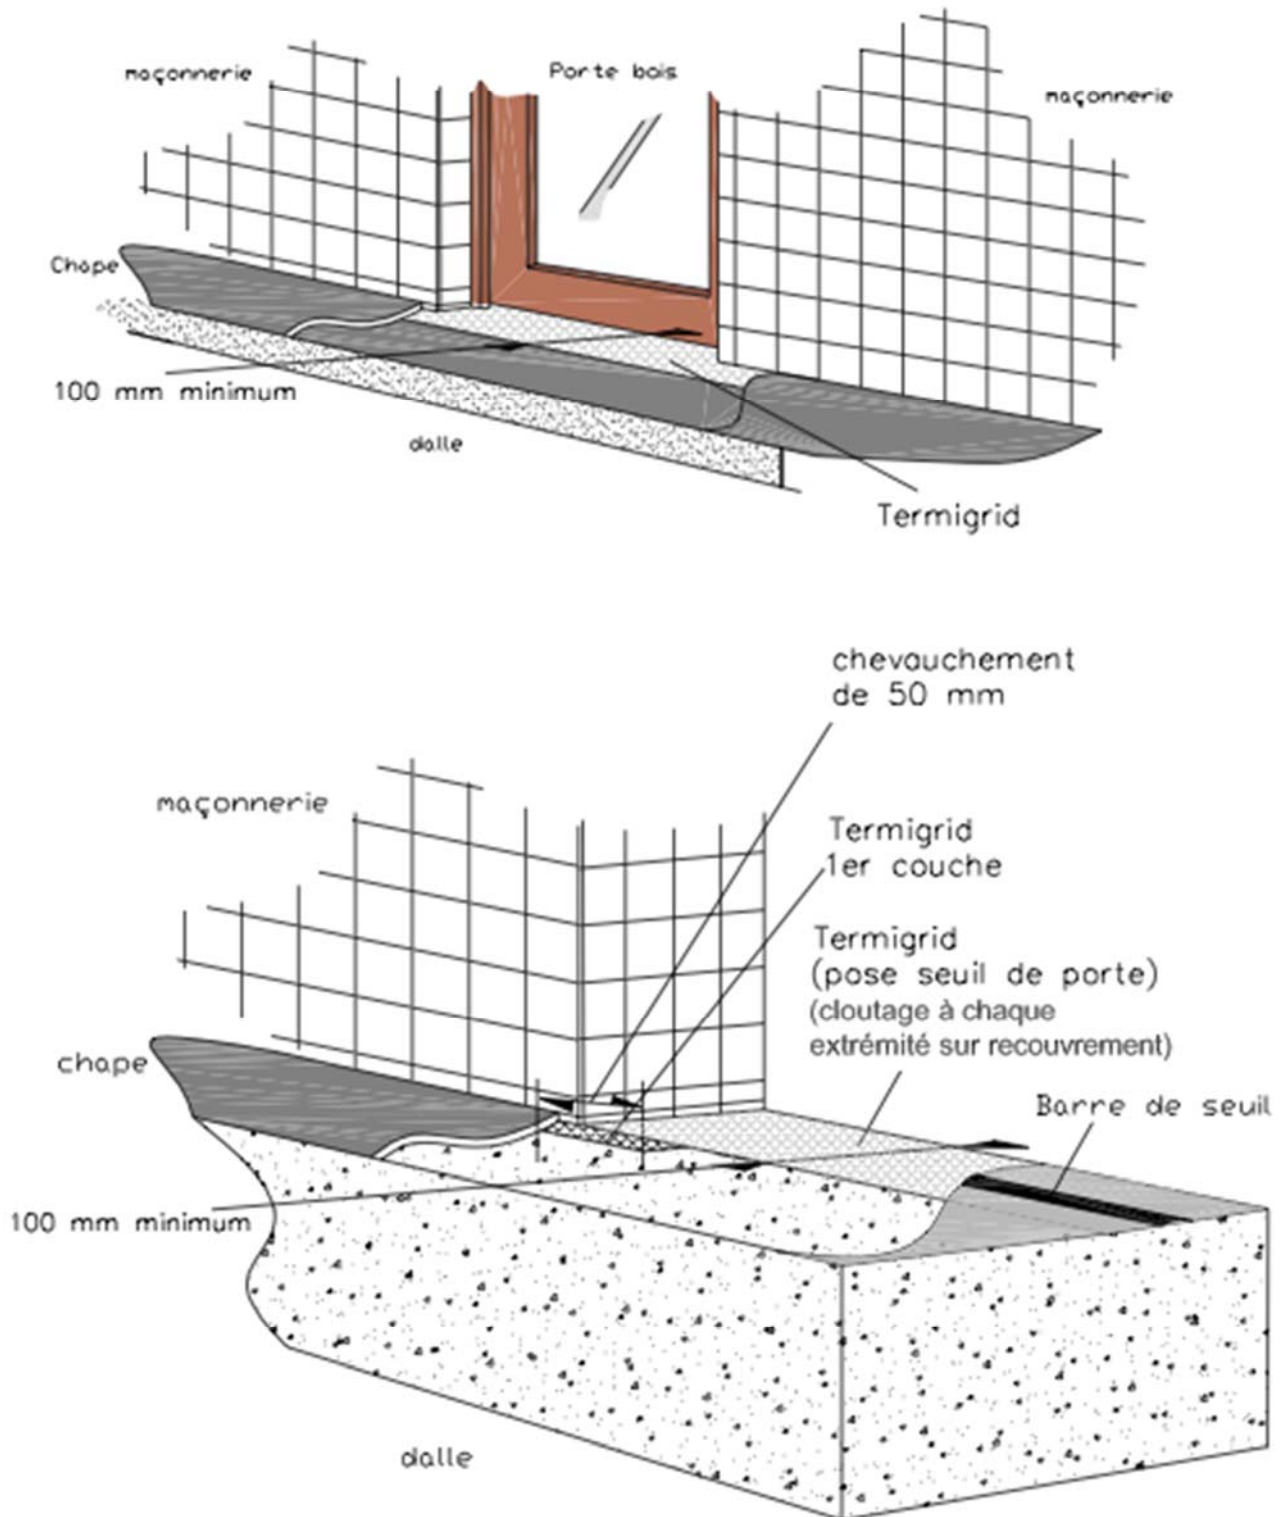 maçonnerie
Porte bois
maçonnerie
Chape
100 mm minimum
dalle
Termigrid
chevauchement
de 50 mm
maçonnerie
Termigrid
1er couche
Termigrid
(pose seuil de porte)
(cloutage à chaque
extrémité sur recouvrement)
chape
Barre de seuil
100 mm minimum
dalle